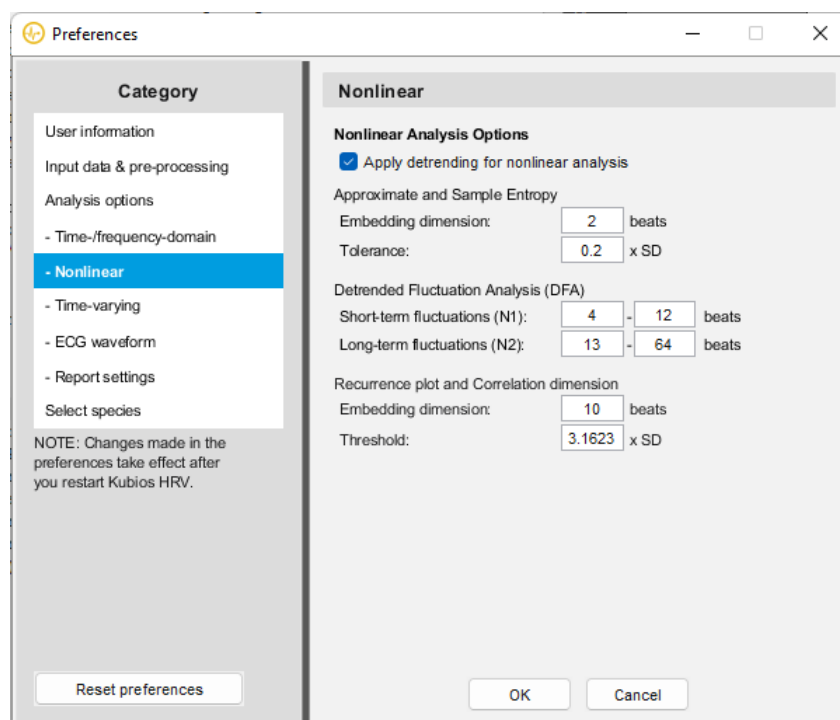 Preferences
Category
User information
Input data & pre-processing
Analysis options
- Time-/frequency-domain
- Nonlinear
- Time-varying
- ECG waveform
- Report settings
Select species
NOTE: Changes made in the
preferences take effect after
you restart Kubios HRV.
Reset preferences
Nonlinear
Nonlinear Analysis Options
Apply detrending for nonlinear analysis
Approximate and Sample Entropy
Embedding dimension: 2 beats
Tolerance: 0.2 x SD
Detrended Fluctuation Analysis (DFA)
Short-term fluctuations (N1): 4 - 12 beats
Long-term fluctuations (N2): 13 - 64 beats
Recurrence plot and Correlation dimension
Embedding dimension: 10 beats
Threshold: 3.1623 x SD
OK Cancel